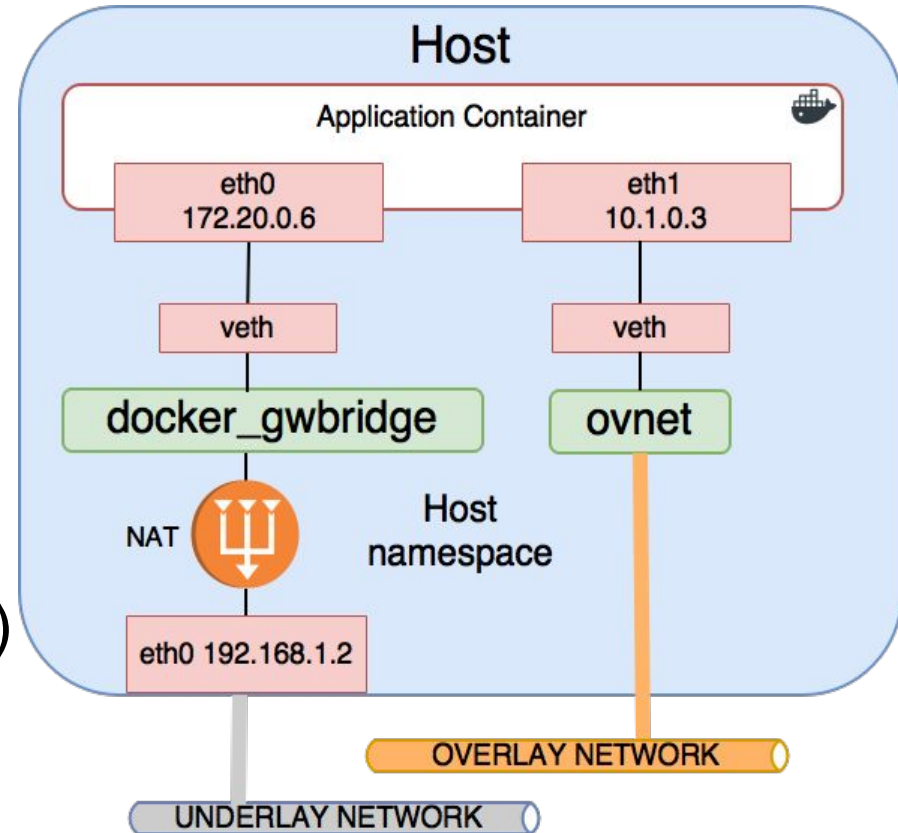 Host
Application Container
eth0
172.20.0.6
eth1
10.1.0.3
veth
veth
docker_gwbridge
ovnet
NAT
Host
namespace
)
eth0 192.168.1.2
OVERLAY NETWORK
UNDERLAY NETWORK